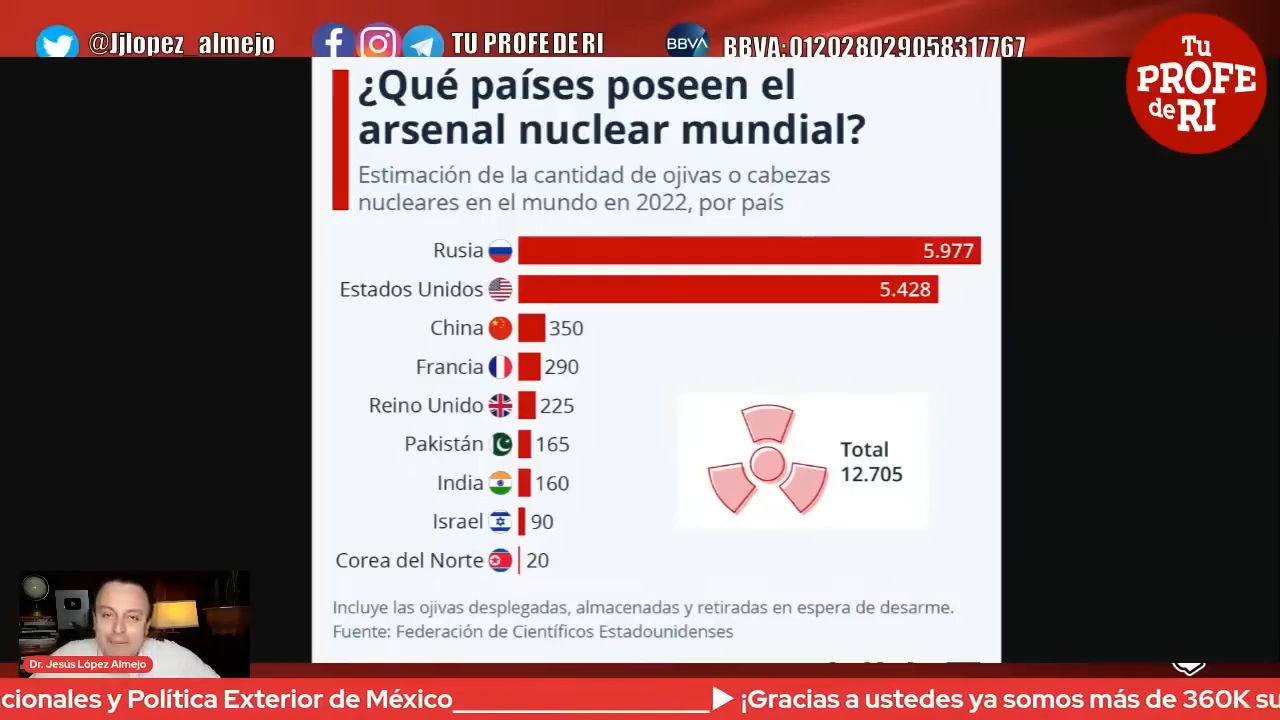 @Jjlopez_almejo
TU PROFE DE RI
BBVA
BBVA:012028029058317767
Tu
PROFE
de RI
¿Qué países poseen el
arsenal nuclear mundial?
Estimación de la cantidad de ojivas o cabezas
nucleares en el mundo en 2022, por país
Rusia 5.977
Estados Unidos 5.428
China 350
Francia 290
Reino Unido 225
Pakistán 165
India 160
Israel 90
Corea del Norte 20
Total
12.705
Incluye las ojivas desplegadas, almacenadas y retiradas en espera de desarme.
Fuente: Federación de Científicos Estadounidenses
Dr. Jesús López Almejo
cionales y Política Exterior de México____________________ ¡Gracias a ustedes ya somos más de 360K su